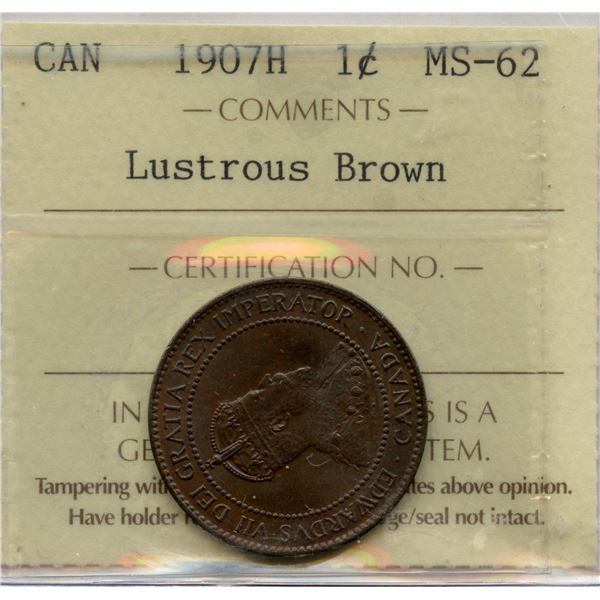 CAN 1907H 1¢ MS-62
— COMMENTS —
Lustrous Brown
— CERTIFICATION NO. —
IN S IS A
GE TEM.
Tampering with tes above opinion.
Have holder ge/seal not intact.
EDWARDVS VII DEI GRATIA REX IMPERATOR · CANADA ·